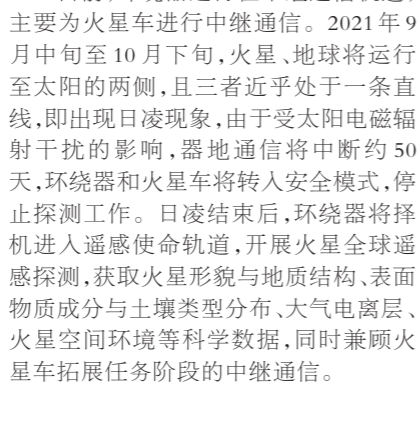 主要为火星车进行中继通信。2021年9
月中旬至10月下旬,火星、地球将运行
至太阳的两侧,且三者近乎处于一条直
线,即出现日凌现象,由于受太阳电磁辐
射干扰的影响,器地通信将中断约50
天,环绕器和火星车将转入安全模式,停
止探测工作。日凌结束后,环绕器将择
机进入遥感使命轨道,开展火星全球遥
感探测,获取火星形貌与地质结构、表面
物质成分与土壤类型分布、大气电离层、
火星空间环境等科学数据,同时兼顾火
星车拓展任务阶段的中继通信。